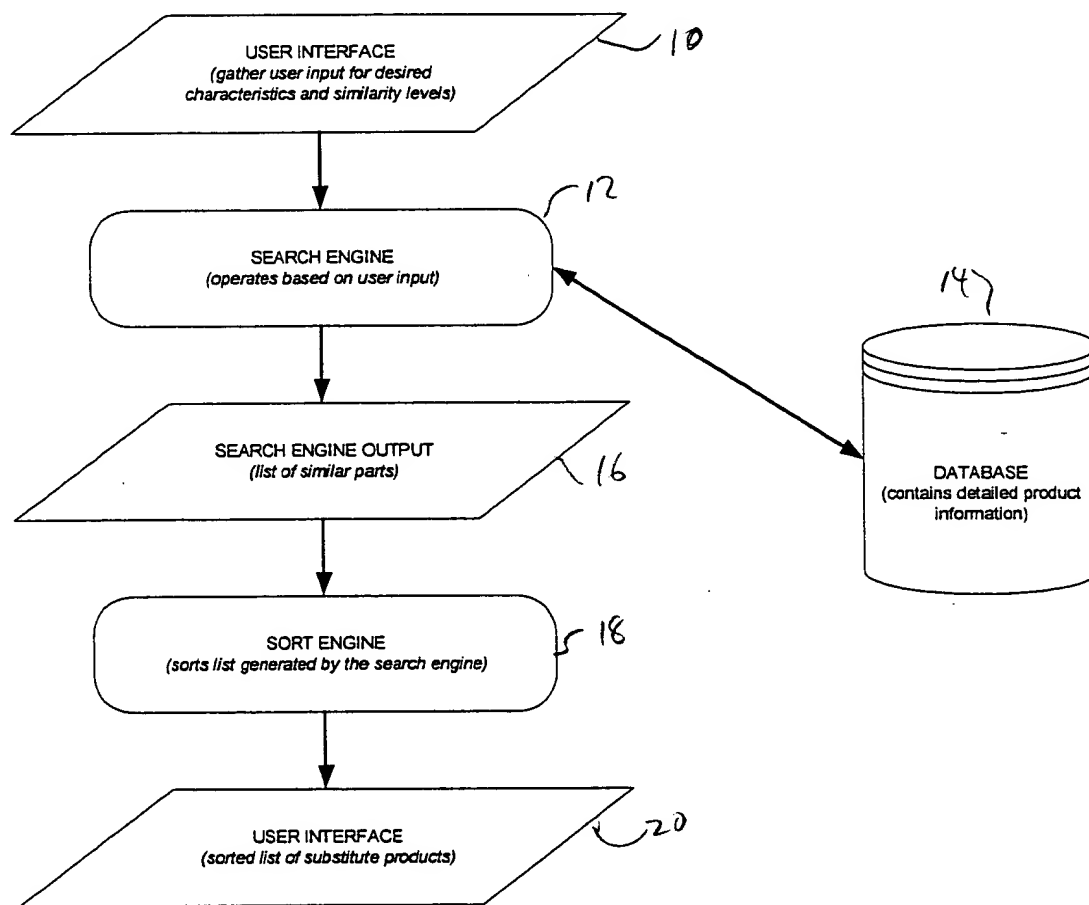 USER INTERFACE
(gather user input for desired
characteristics and similarity levels)
10
SEARCH ENGINE
(operates based on user input)
12
14
DATABASE
(contains detailed product
information)
SEARCH ENGINE OUTPUT
(list of similar parts)
16
SORT ENGINE
(sorts list generated by the search engine)
18
USER INTERFACE
(sorted list of substitute products)
20